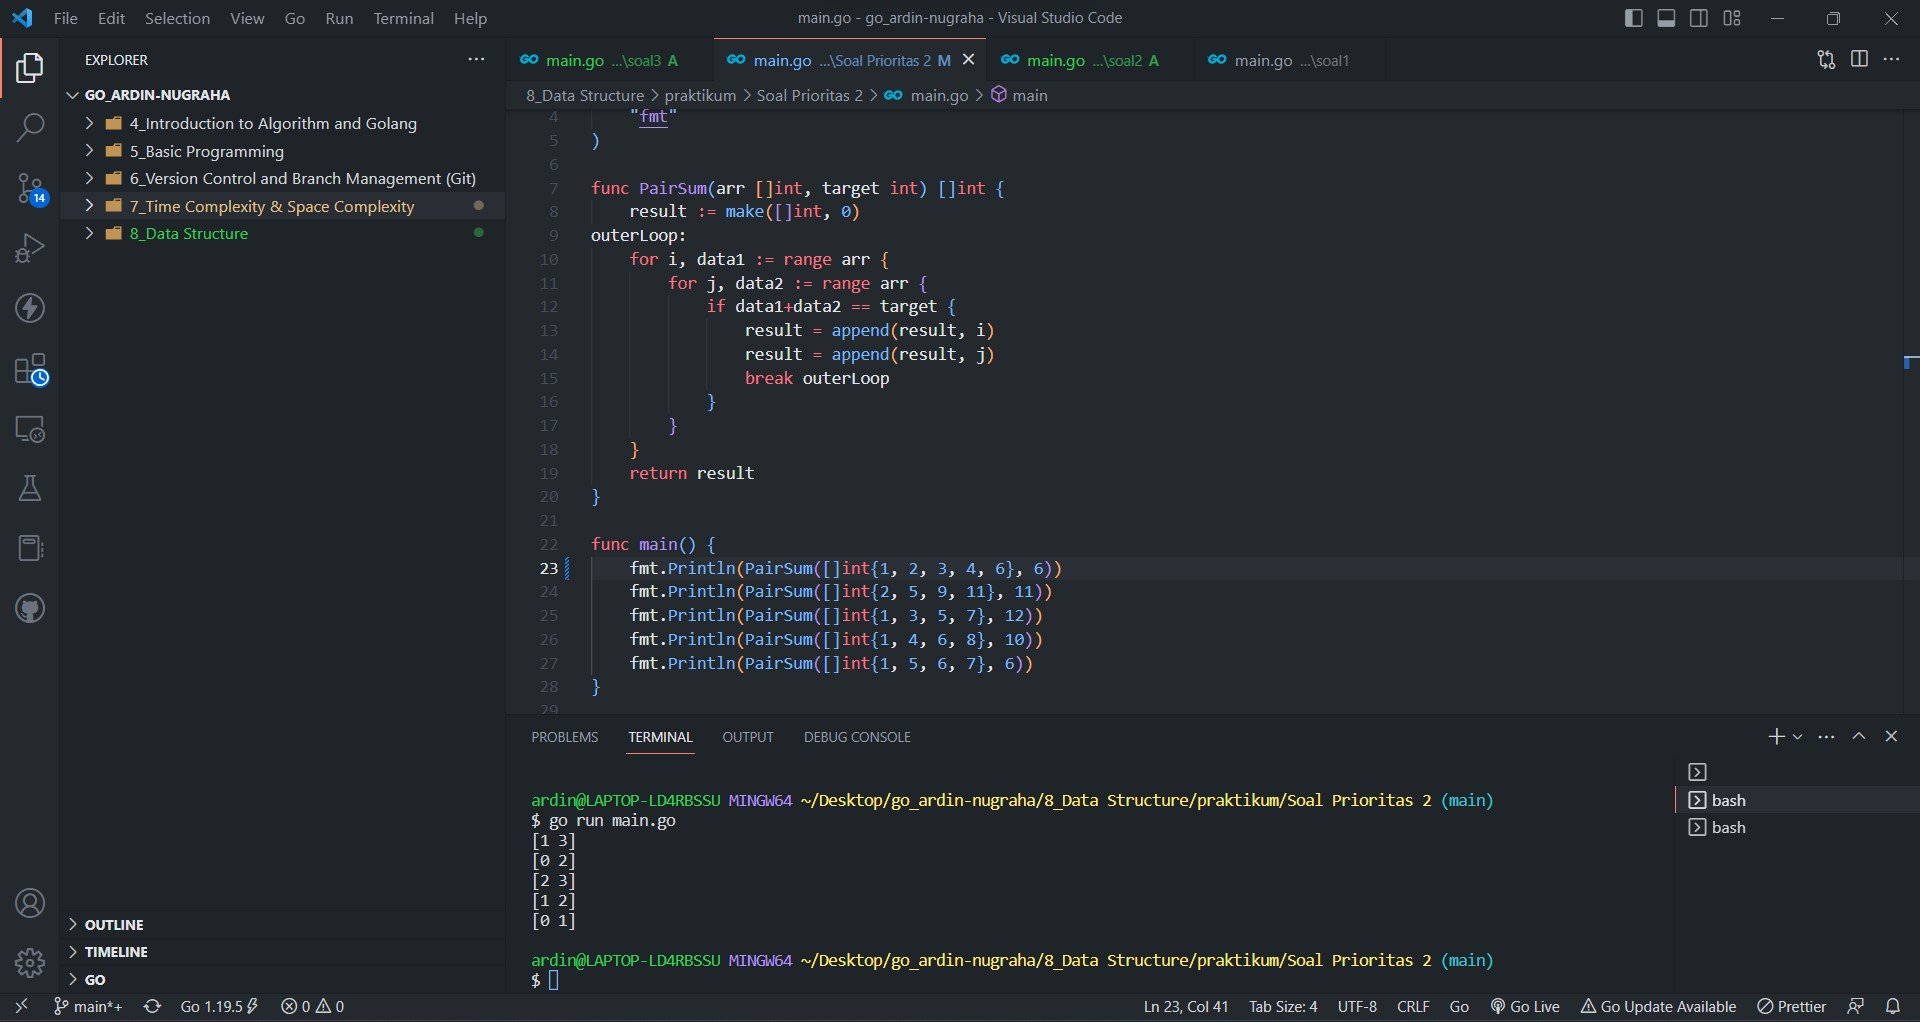 File Edit Selection View Go Run Terminal Help
main.go - go_ardin-nugraha - Visual Studio Code
EXPLORER
GO_ARDIN-NUGRAHA
4_Introduction to Algorithm and Golang
5_Basic Programming
6_Version Control and Branch Management (Git)
7_Time Complexity & Space Complexity
8_Data Structure
14
OUTLINE
TIMELINE
GO
GO main.go ...\soal3 A
GO main.go ...\Soal Prioritas 2 M
GO main.go ...\soal2 A
GO main.go ...\soal1
8_Data Structure > praktikum > Soal Prioritas 2 > GO main.go > main
4 "fmt"
5 )
6
7 func PairSum(arr []int, target int) []int {
8 result := make([]int, 0)
9 outerLoop:
10 for i, data1 := range arr {
11 for j, data2 := range arr {
12 if data1+data2 == target {
13 result = append(result, i)
14 result = append(result, j)
15 break outerLoop
16 }
17 }
18 }
19 return result
20 }
21
22 func main() {
23 fmt.Println(PairSum([]int{1, 2, 3, 4, 6}, 6))
24 fmt.Println(PairSum([]int{2, 5, 9, 11}, 11))
25 fmt.Println(PairSum([]int{1, 3, 5, 7}, 12))
26 fmt.Println(PairSum([]int{1, 4, 6, 8}, 10))
27 fmt.Println(PairSum([]int{1, 5, 6, 7}, 6))
28 }
29
PROBLEMS TERMINAL OUTPUT DEBUG CONSOLE
ardin@LAPTOP-LD4RBSSU MINGW64 ~/Desktop/go_ardin-nugraha/8_Data Structure/praktikum/Soal Prioritas 2 (main)
$ go run main.go
[1 3]
[0 2]
[2 3]
[1 2]
[0 1]
ardin@LAPTOP-LD4RBSSU MINGW64 ~/Desktop/go_ardin-nugraha/8_Data Structure/praktikum/Soal Prioritas 2 (main)
$
bash
bash
main*+ Go 1.19.5 0 0
Ln 23, Col 41 Tab Size: 4 UTF-8 CRLF Go Go Live Go Update Available Prettier